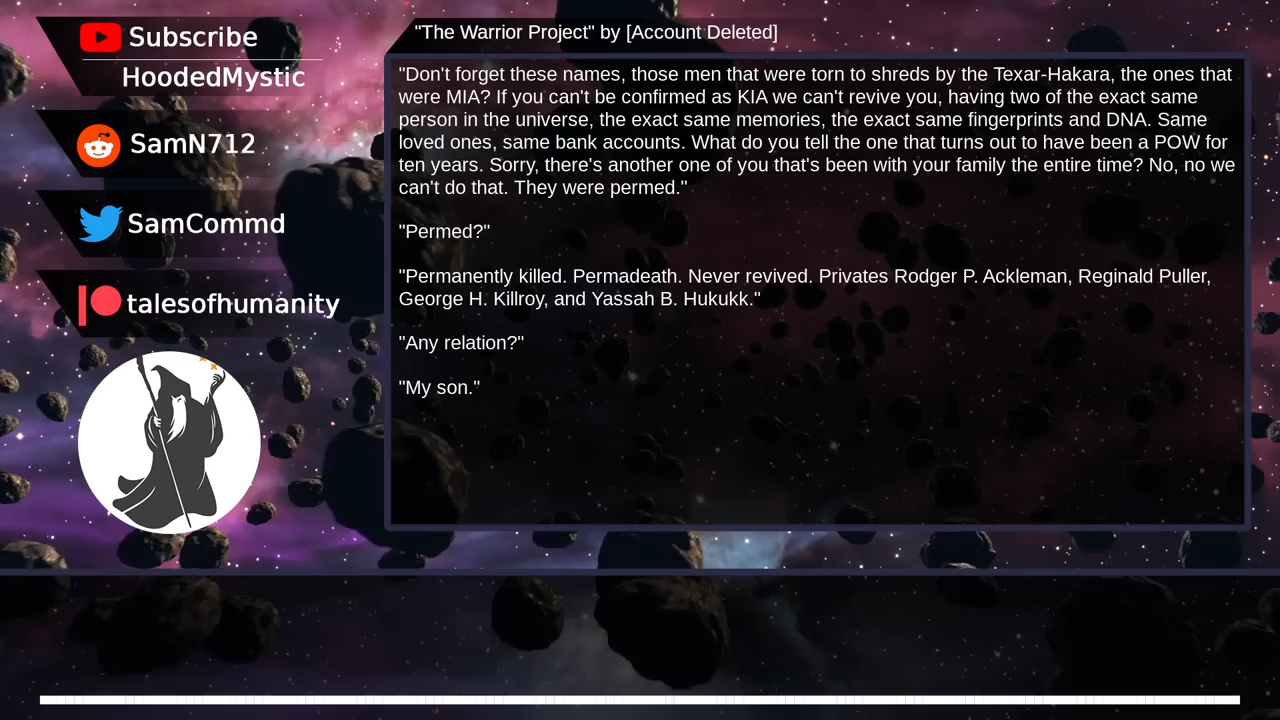 Subscribe
HoodedMystic
SamN712
SamCommd
talesofhumanity
"The Warrior Project" by [Account Deleted]
"Don't forget these names, those men that were torn to shreds by the Texar-Hakara, the ones that
were MIA? If you can't be confirmed as KIA we can't revive you, having two of the exact same
person in the universe, the exact same memories, the exact same fingerprints and DNA. Same
loved ones, same bank accounts. What do you tell the one that turns out to have been a POW for
ten years. Sorry, there's another one of you that's been with your family the entire time? No, no we
can't do that. They were permed."
"Permed?"
"Permanently killed. Permadeath. Never revived. Privates Rodger P. Ackleman, Reginald Puller,
George H. Killroy, and Yassah B. Hukukk."
"Any relation?"
"My son."